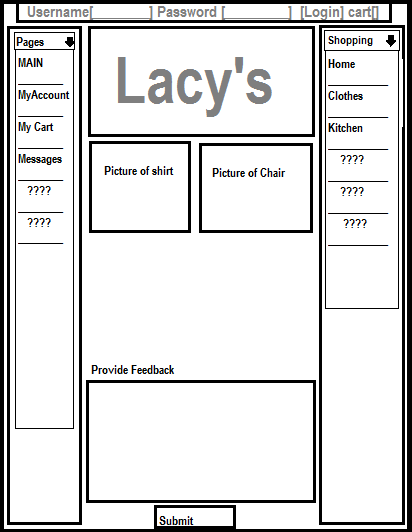 Username[________] Password [_________] [Login] cart[]
Pages
MAIN
MyAccount
My Cart
Messages
????
????
Lacy's
Picture of shirt
Picture of Chair
Provide Feedback
Submit
Shopping
Home
Clothes
Kitchen
????
????
????